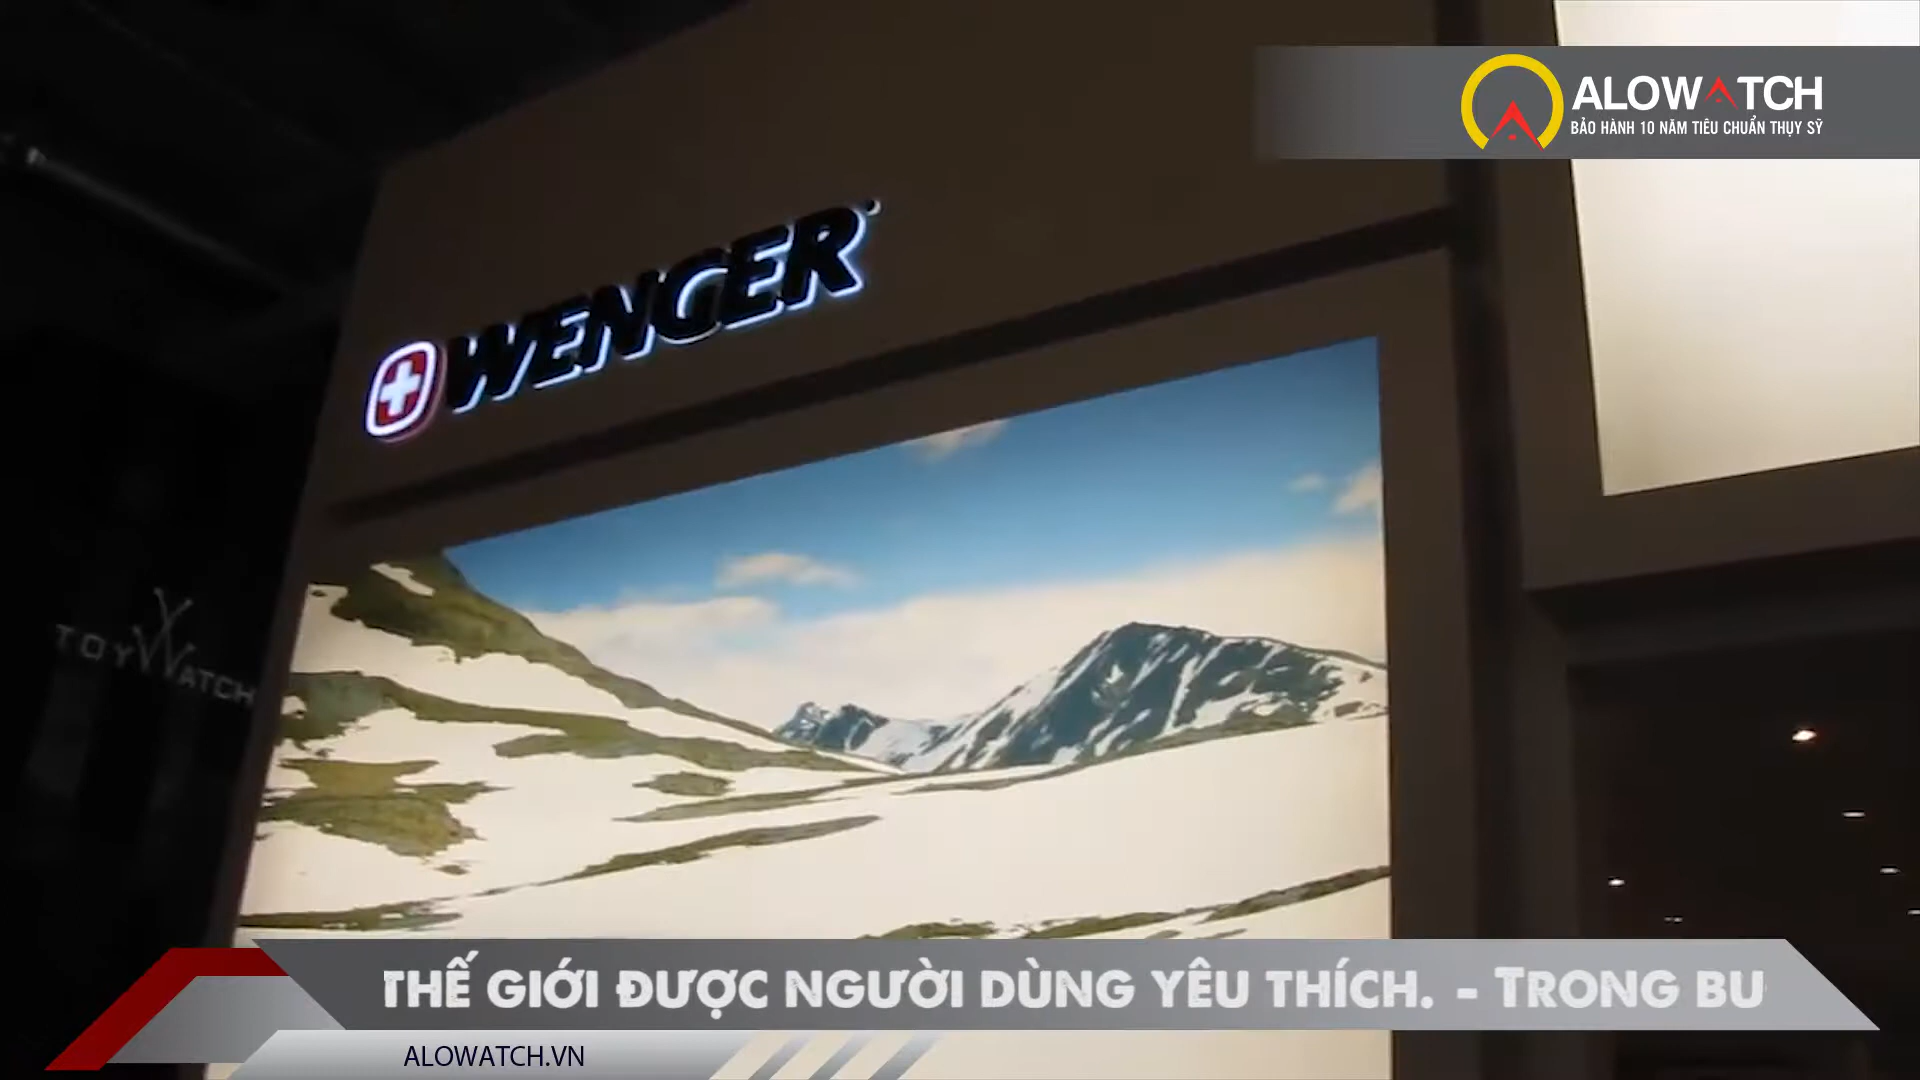 ALOWATCH
BẢO HÀNH 10 NĂM TIÊU CHUẨN THỤY SỸ
WENGER
TOYWATCH
THẾ GIỚI ĐƯỢC NGƯỜI DÙNG YÊU THÍCH. - TRONG BU
ALOWATCH.VN